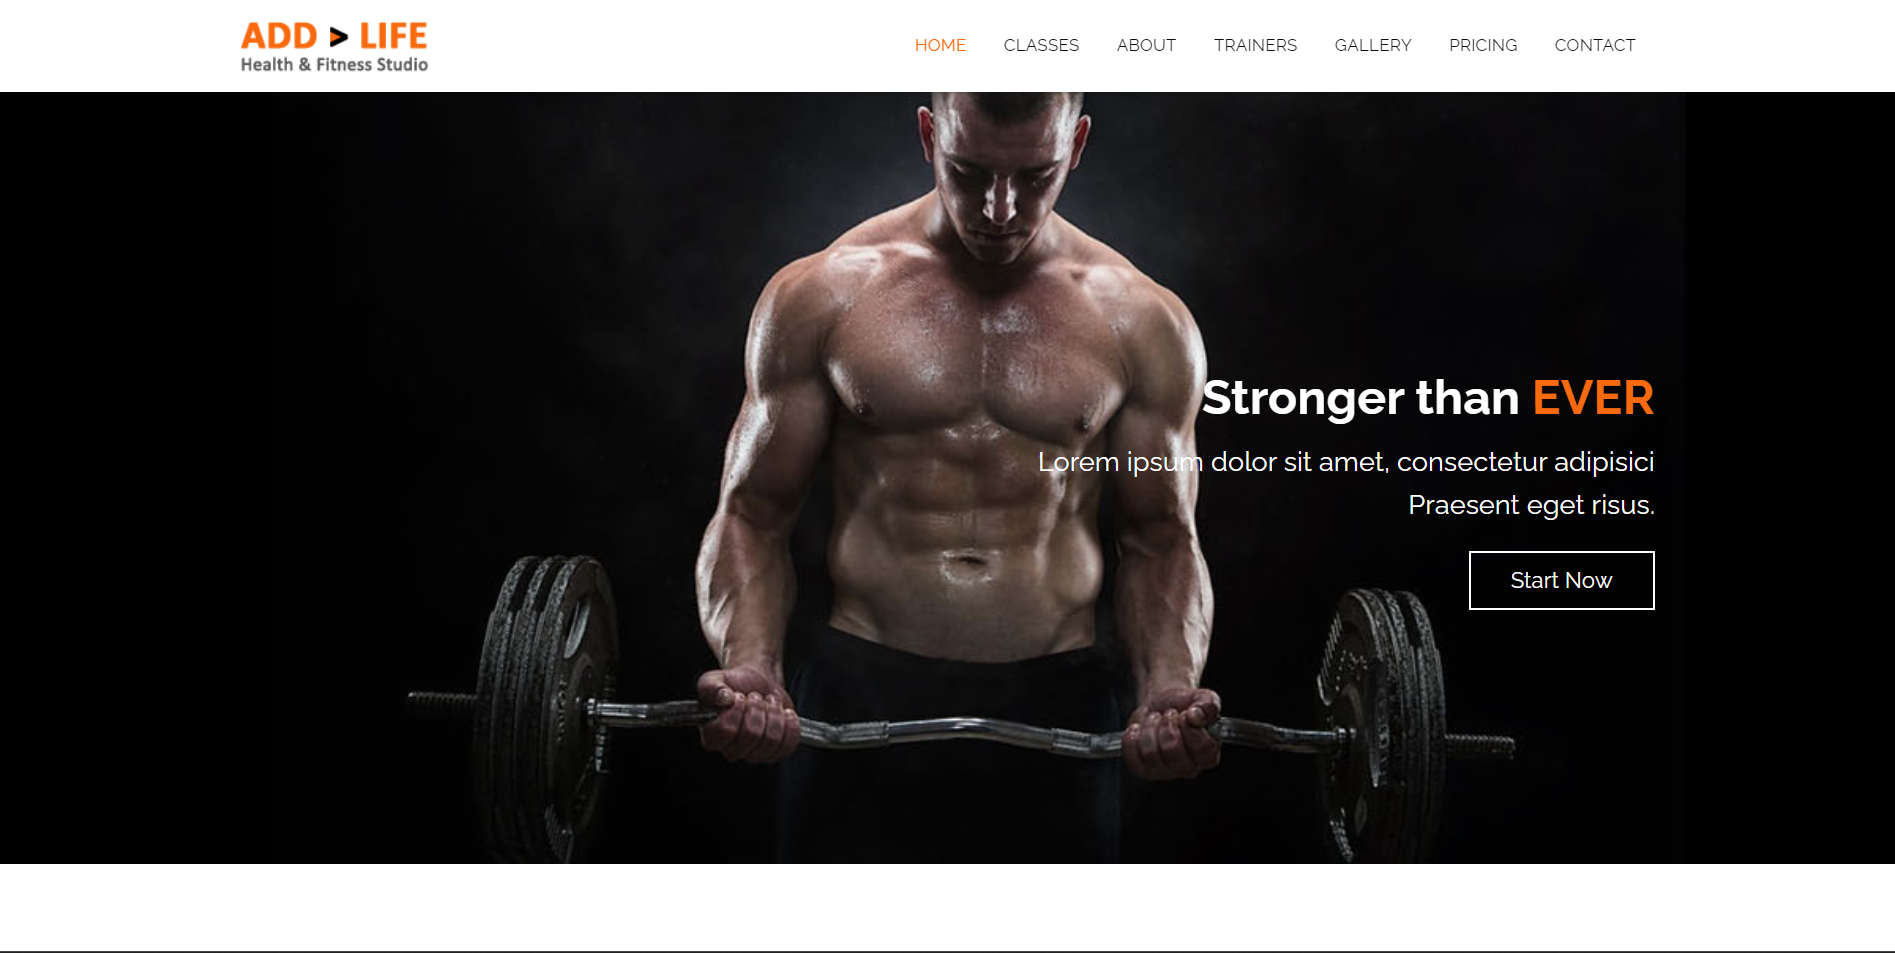 ADD > LIFE
Health & Fitness Studio
HOME CLASSES ABOUT TRAINERS GALLERY PRICING CONTACT
Stronger than EVER
Lorem ipsum dolor sit amet, consectetur adipisici
Praesent eget risus.
Start Now